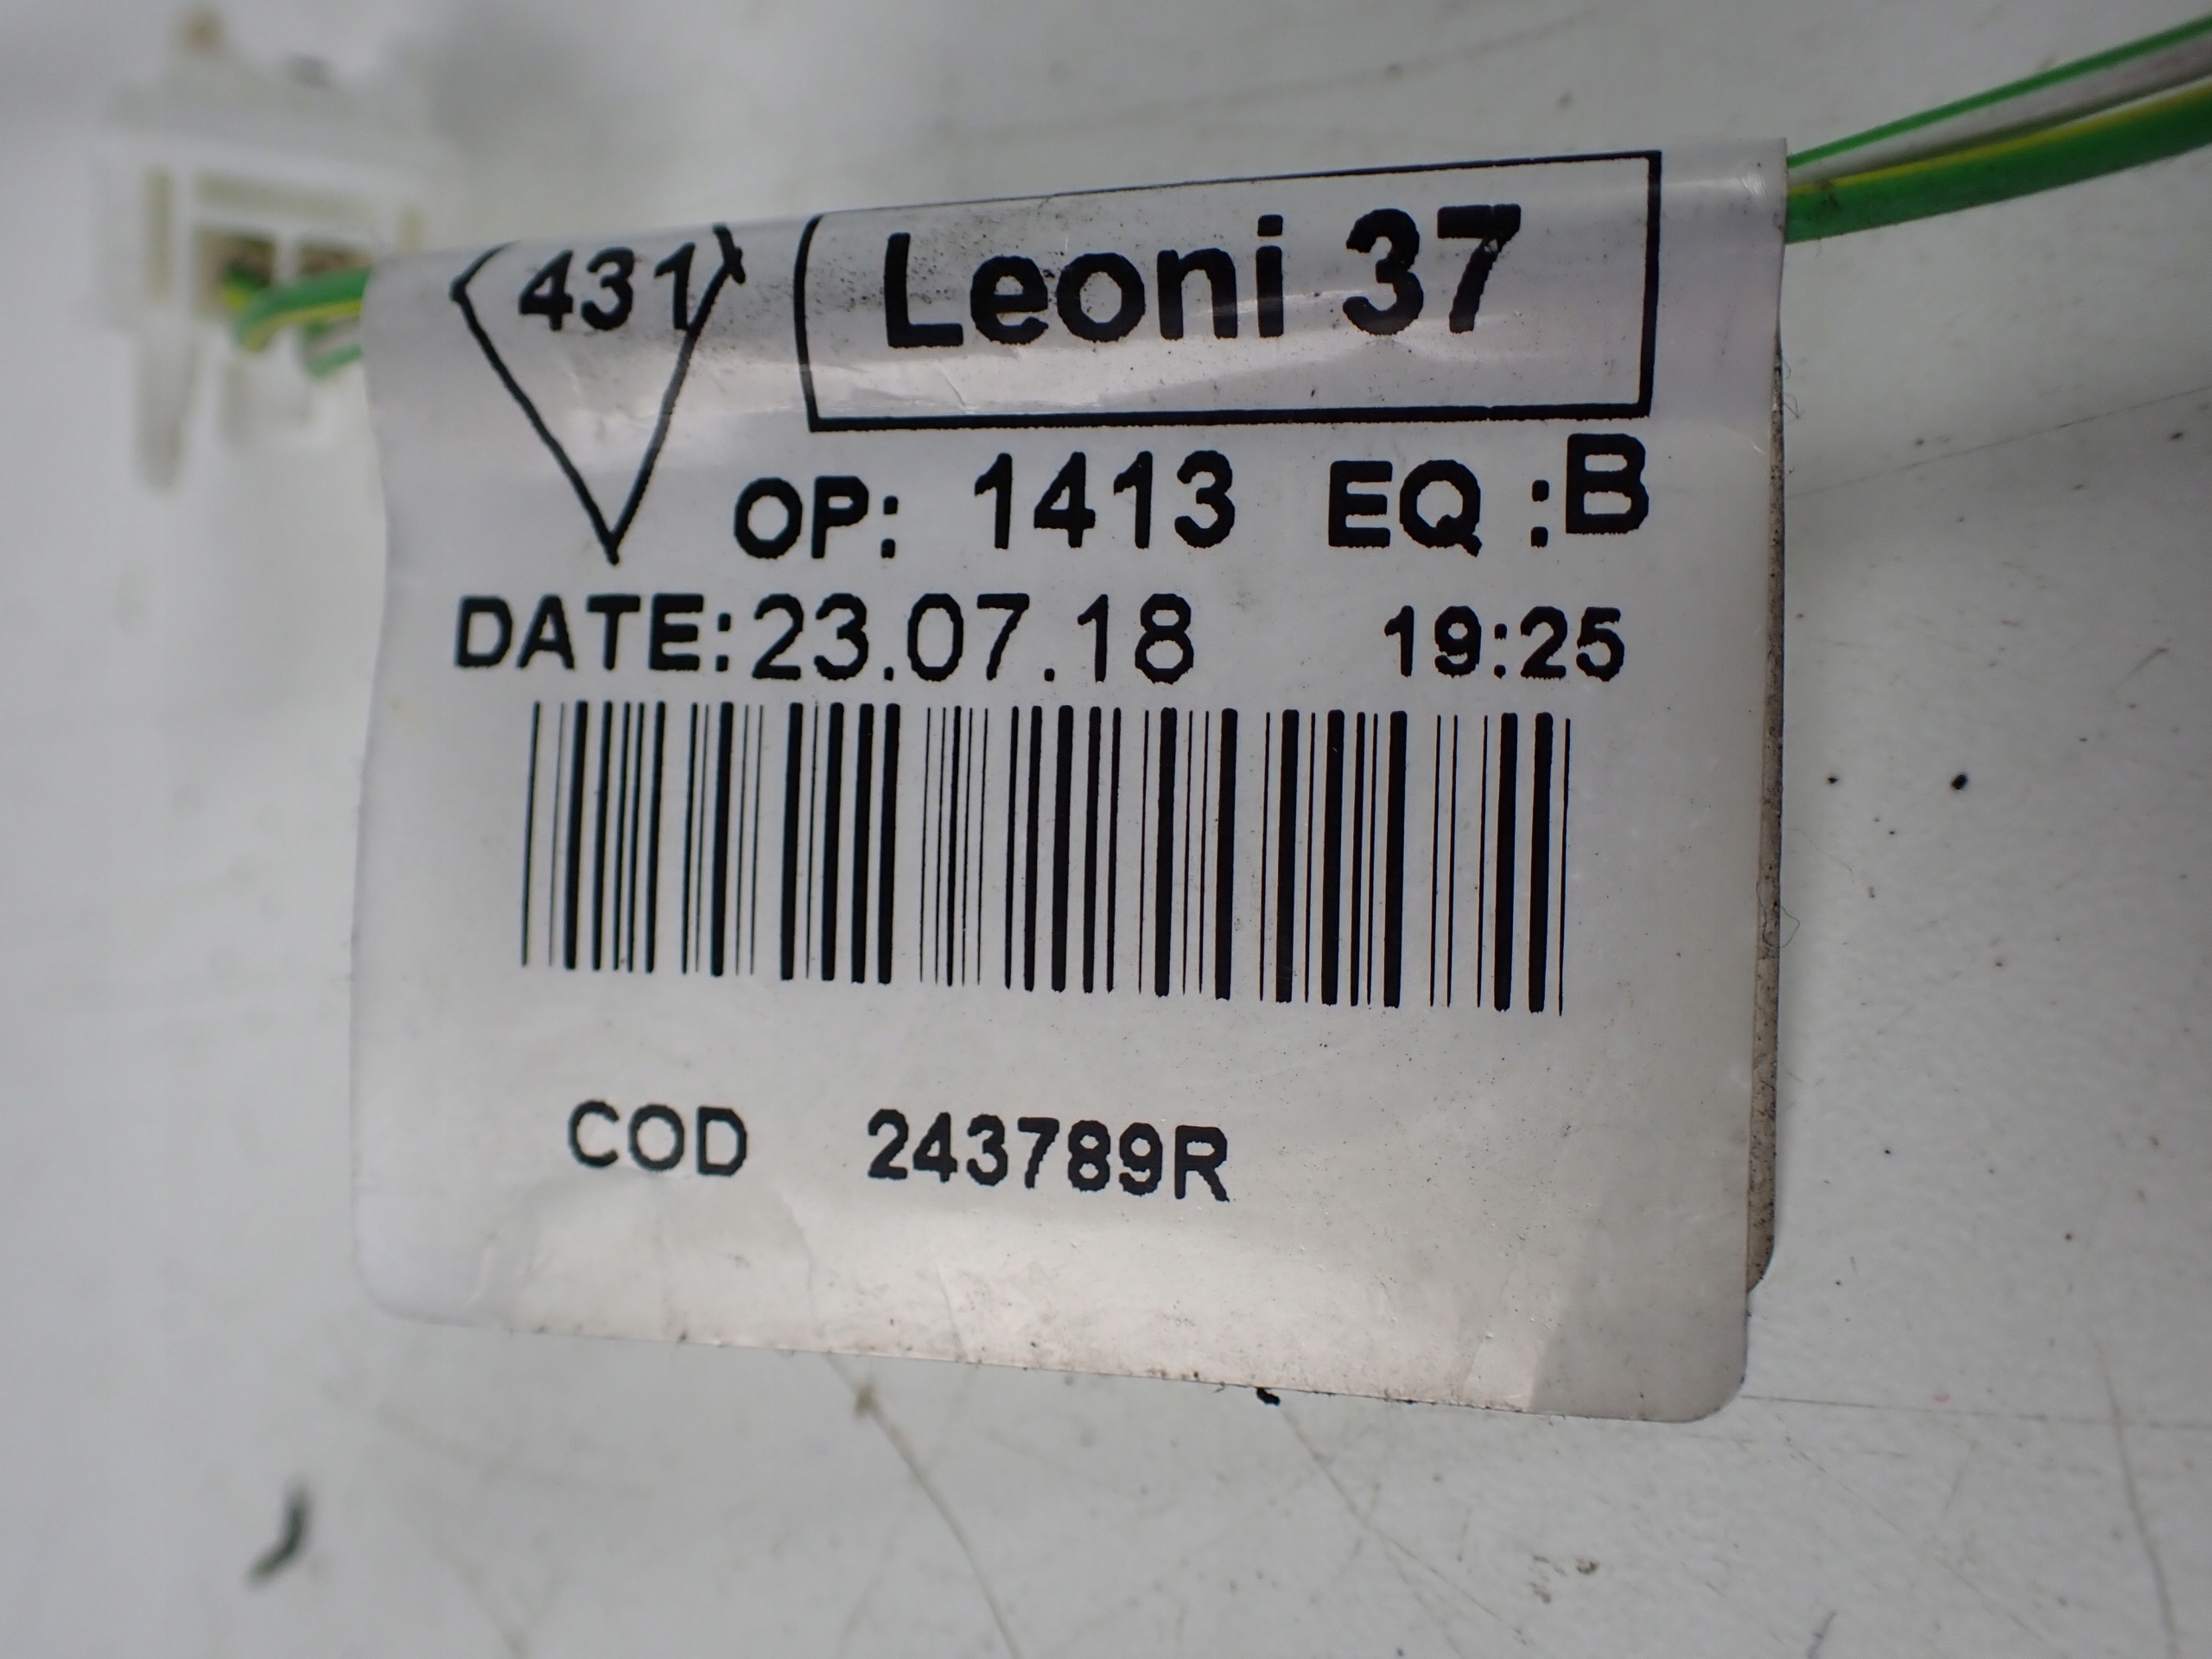 431 Leoni 37
OP: 1413 EQ :B
DATE:23.07.18 19:25
COD 243789R